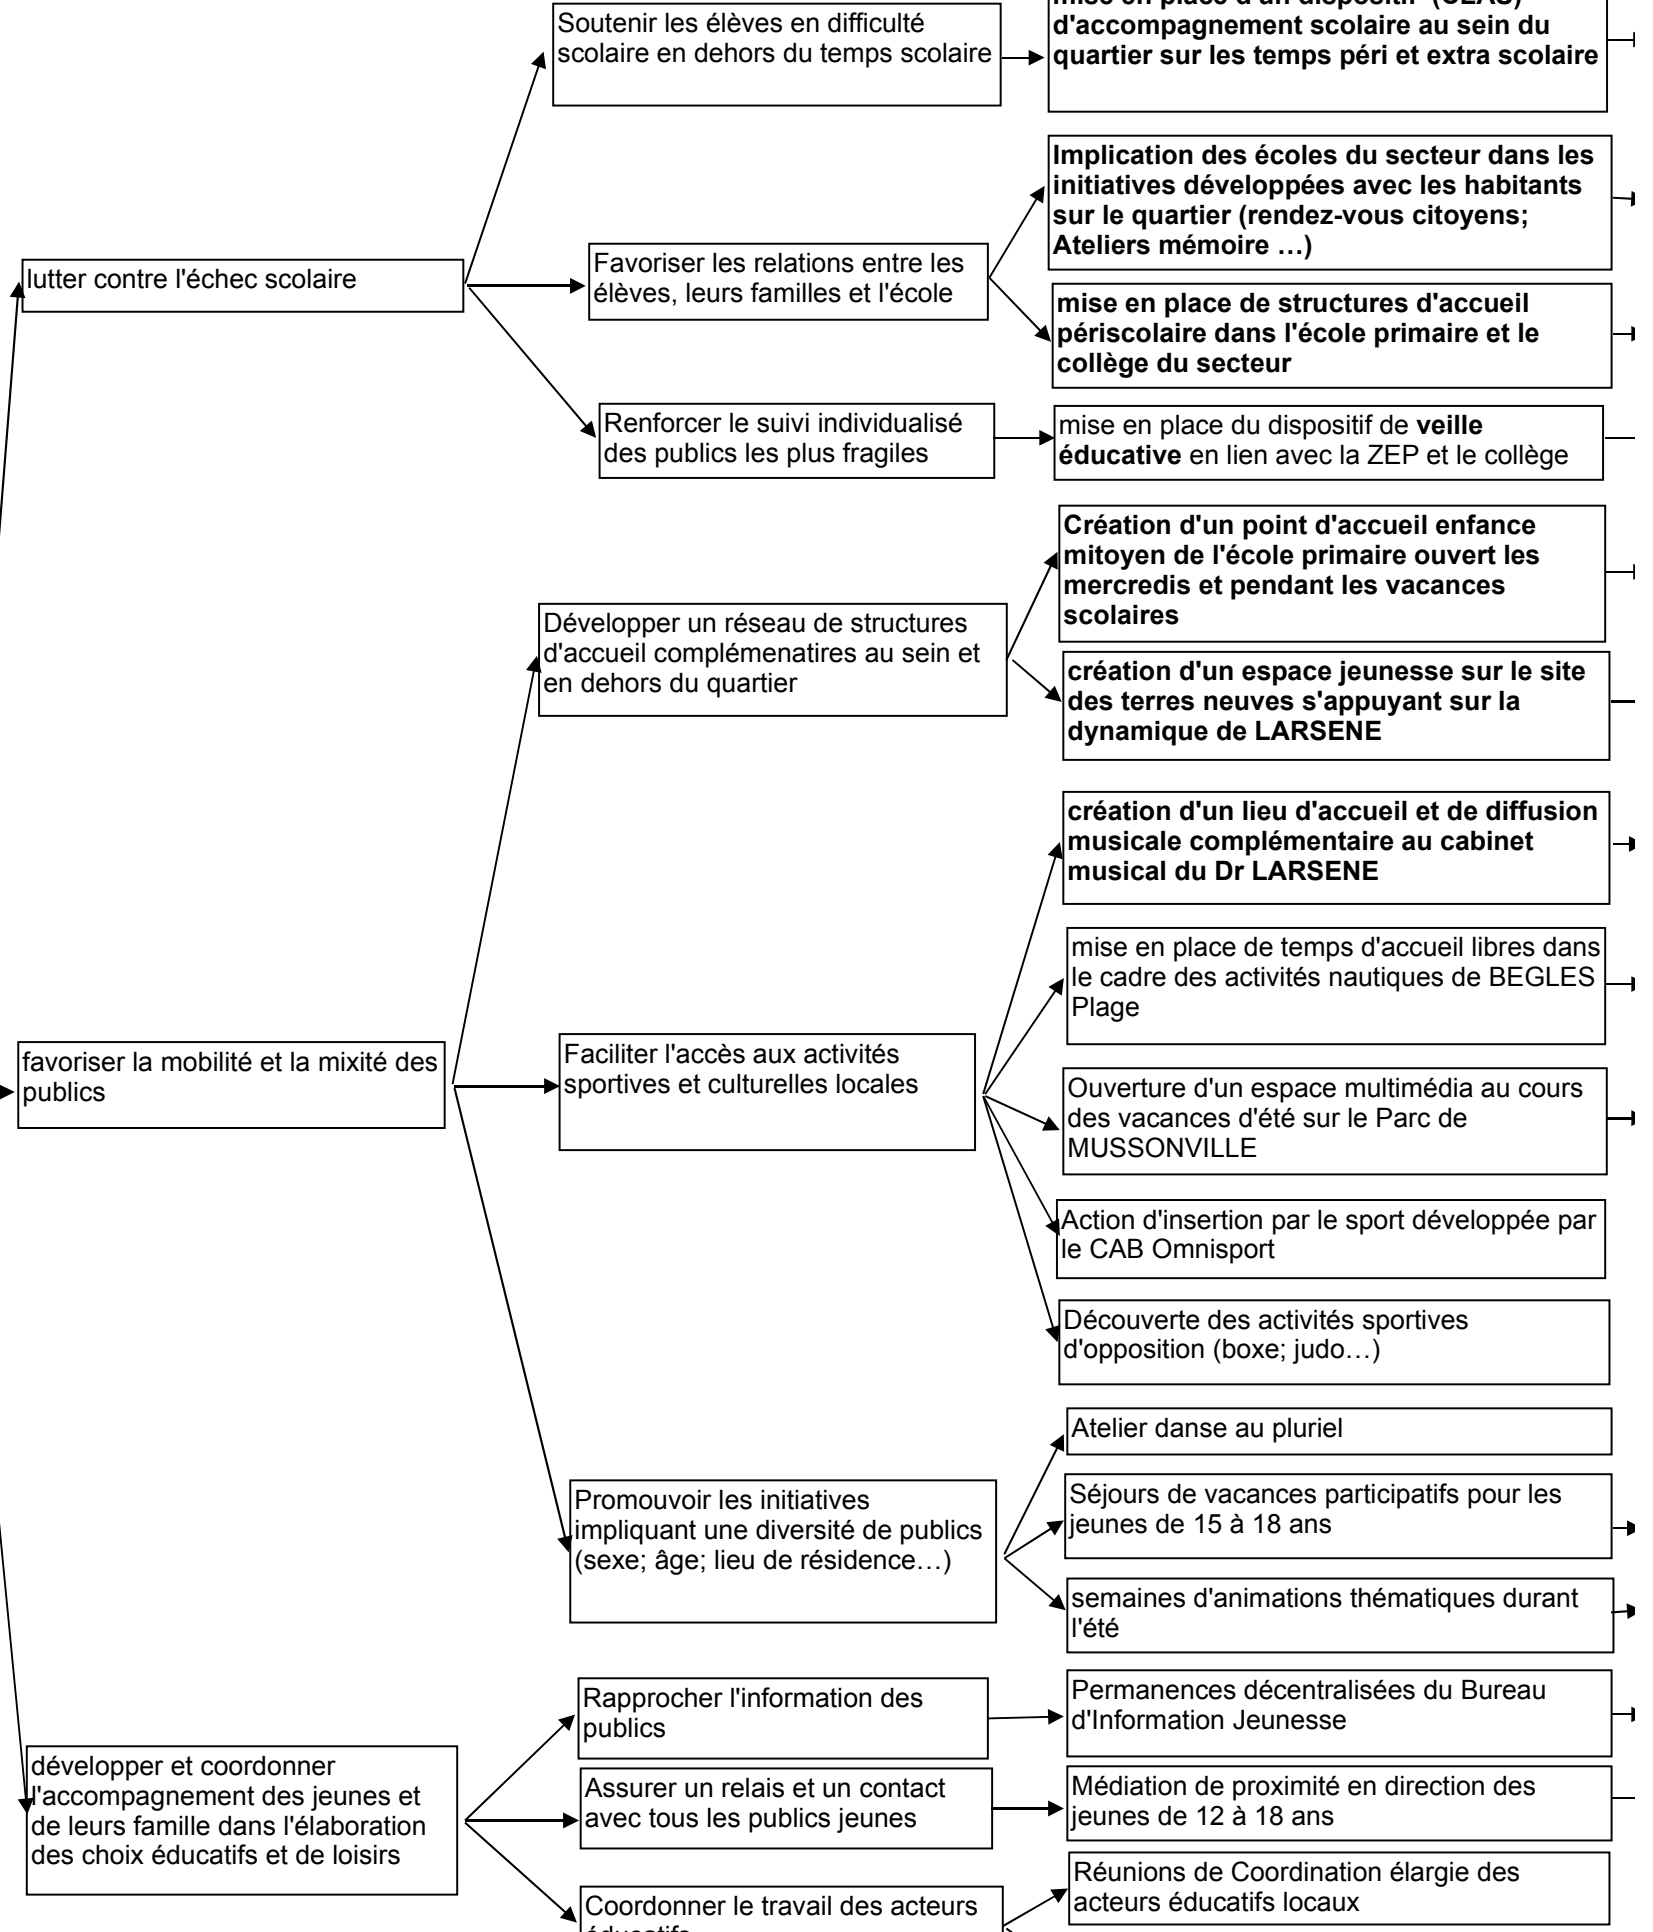 Soutenir les élèves en difficulté
scolaire en dehors du temps scolaire
mise en place d'un dispositif (CLAS)
d'accompagnement scolaire au sein du
quartier sur les temps péri et extra scolaire
lutter contre l'échec scolaire
Favoriser les relations entre les
élèves, leurs familles et l'école
Implication des écoles du secteur dans les
initiatives développées avec les habitants
sur le quartier (rendez-vous citoyens;
Ateliers mémoire …)
mise en place de structures d'accueil
périscolaire dans l'école primaire et le
collège du secteur
Renforcer le suivi individualisé
des publics les plus fragiles
mise en place du dispositif de veille
éducative en lien avec la ZEP et le collège
Développer un réseau de structures
d'accueil complémenatires au sein et
en dehors du quartier
Création d'un point d'accueil enfance
mitoyen de l'école primaire ouvert les
mercredis et pendant les vacances
scolaires
création d'un espace jeunesse sur le site
des terres neuves s'appuyant sur la
dynamique de LARSENE
favoriser la mobilité et la mixité des
publics
Faciliter l'accès aux activités
sportives et culturelles locales
création d'un lieu d'accueil et de diffusion
musicale complémentaire au cabinet
musical du Dr LARSENE
mise en place de temps d'accueil libres dans
le cadre des activités nautiques de BEGLES
Plage
Ouverture d'un espace multimédia au cours
des vacances d'été sur le Parc de
MUSSONVILLE
Action d'insertion par le sport développée par
le CAB Omnisport
Découverte des activités sportives
d'opposition (boxe; judo…)
Promouvoir les initiatives
impliquant une diversité de publics
(sexe; âge; lieu de résidence…)
Atelier danse au pluriel
Séjours de vacances participatifs pour les
jeunes de 15 à 18 ans
semaines d'animations thématiques durant
l'été
développer et coordonner
l'accompagnement des jeunes et
de leurs famille dans l'élaboration
des choix éducatifs et de loisirs
Rapprocher l'information des
publics
Permanences décentralisées du Bureau
d'Information Jeunesse
Assurer un relais et un contact
avec tous les publics jeunes
Médiation de proximité en direction des
jeunes de 12 à 18 ans
Coordonner le travail des acteurs
éducatifs
Réunions de Coordination élargie des
acteurs éducatifs locaux